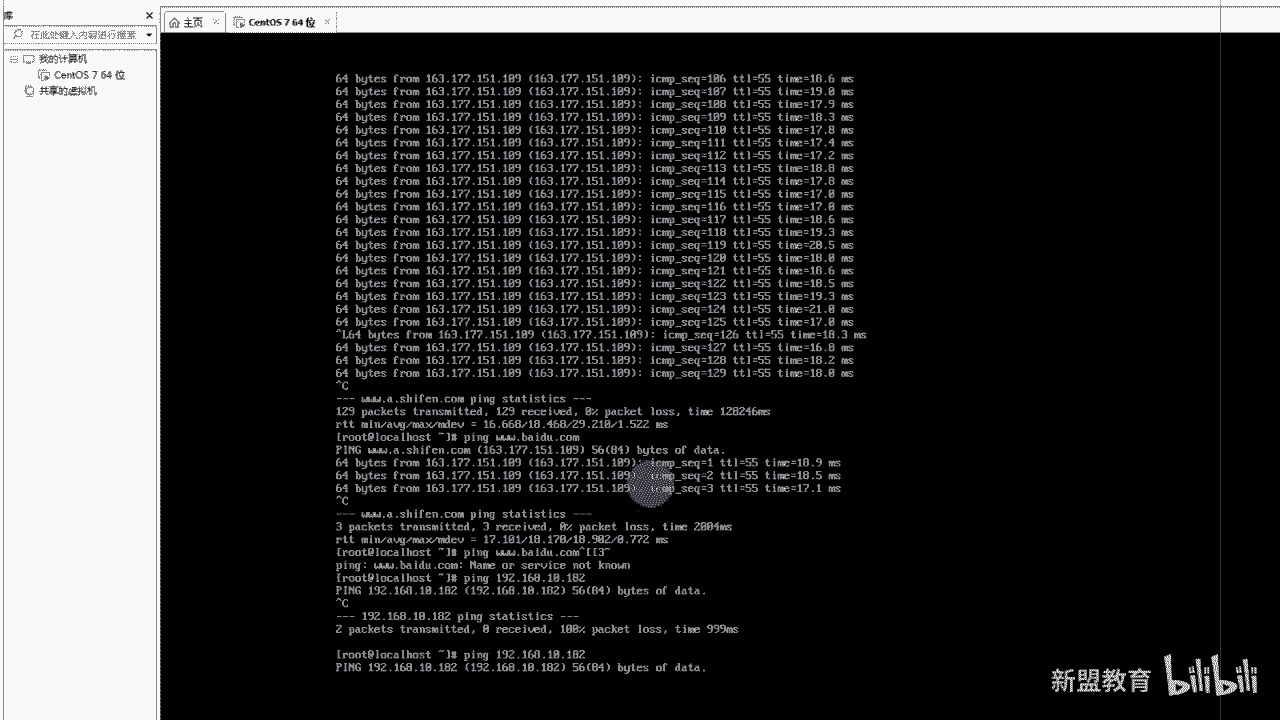 库
在此处键入内容进行搜索
我的计算机
CentOS 7 64 位
共享的虚拟机
主页
CentOS 7 64 位
64 bytes from 163.177.151.109 (163.177.151.109): icmp_seq=106 ttl=55 time=18.6 ms
64 bytes from 163.177.151.109 (163.177.151.109): icmp_seq=107 ttl=55 time=19.0 ms
64 bytes from 163.177.151.109 (163.177.151.109): icmp_seq=108 ttl=55 time=17.9 ms
64 bytes from 163.177.151.109 (163.177.151.109): icmp_seq=109 ttl=55 time=18.3 ms
64 bytes from 163.177.151.109 (163.177.151.109): icmp_seq=110 ttl=55 time=17.8 ms
64 bytes from 163.177.151.109 (163.177.151.109): icmp_seq=111 ttl=55 time=17.4 ms
64 bytes from 163.177.151.109 (163.177.151.109): icmp_seq=112 ttl=55 time=17.2 ms
64 bytes from 163.177.151.109 (163.177.151.109): icmp_seq=113 ttl=55 time=18.8 ms
64 bytes from 163.177.151.109 (163.177.151.109): icmp_seq=114 ttl=55 time=17.8 ms
64 bytes from 163.177.151.109 (163.177.151.109): icmp_seq=115 ttl=55 time=17.0 ms
64 bytes from 163.177.151.109 (163.177.151.109): icmp_seq=116 ttl=55 time=17.0 ms
64 bytes from 163.177.151.109 (163.177.151.109): icmp_seq=117 ttl=55 time=18.6 ms
64 bytes from 163.177.151.109 (163.177.151.109): icmp_seq=118 ttl=55 time=19.3 ms
64 bytes from 163.177.151.109 (163.177.151.109): icmp_seq=119 ttl=55 time=20.5 ms
64 bytes from 163.177.151.109 (163.177.151.109): icmp_seq=120 ttl=55 time=18.0 ms
64 bytes from 163.177.151.109 (163.177.151.109): icmp_seq=121 ttl=55 time=18.6 ms
64 bytes from 163.177.151.109 (163.177.151.109): icmp_seq=122 ttl=55 time=18.5 ms
64 bytes from 163.177.151.109 (163.177.151.109): icmp_seq=123 ttl=55 time=19.3 ms
64 bytes from 163.177.151.109 (163.177.151.109): icmp_seq=124 ttl=55 time=21.0 ms
64 bytes from 163.177.151.109 (163.177.151.109): icmp_seq=125 ttl=55 time=17.0 ms
^L64 bytes from 163.177.151.109 (163.177.151.109): icmp_seq=126 ttl=55 time=18.3 ms
64 bytes from 163.177.151.109 (163.177.151.109): icmp_seq=127 ttl=55 time=16.8 ms
64 bytes from 163.177.151.109 (163.177.151.109): icmp_seq=128 ttl=55 time=18.2 ms
64 bytes from 163.177.151.109 (163.177.151.109): icmp_seq=129 ttl=55 time=18.0 ms
^C
--- www.a.shifen.com ping statistics ---
129 packets transmitted, 129 received, 0% packet loss, time 128246ms
rtt min/avg/max/mdev = 16.668/18.468/29.210/1.522 ms
[root@localhost ~]# ping www.baidu.com
PING www.a.shifen.com (163.177.151.109) 56(84) bytes of data.
64 bytes from 163.177.151.109 (163.177.151.109): icmp_seq=1 ttl=55 time=18.9 ms
64 bytes from 163.177.151.109 (163.177.151.109): icmp_seq=2 ttl=55 time=18.5 ms
64 bytes from 163.177.151.109 (163.177.151.109): icmp_seq=3 ttl=55 time=17.1 ms
^C
--- www.a.shifen.com ping statistics ---
3 packets transmitted, 3 received, 0% packet loss, time 2004ms
rtt min/avg/max/mdev = 17.101/18.170/18.902/0.772 ms
[root@localhost ~]# ping www.baidu.com^[[3~
ping: www.baidu.com: Name or service not known
[root@localhost ~]# ping 192.168.10.182
PING 192.168.10.182 (192.168.10.182) 56(84) bytes of data.
^C
--- 192.168.10.182 ping statistics ---
2 packets transmitted, 0 received, 100% packet loss, time 999ms
[root@localhost ~]# ping 192.168.10.182
PING 192.168.10.182 (192.168.10.182) 56(84) bytes of data.
新盟教育 bilibili